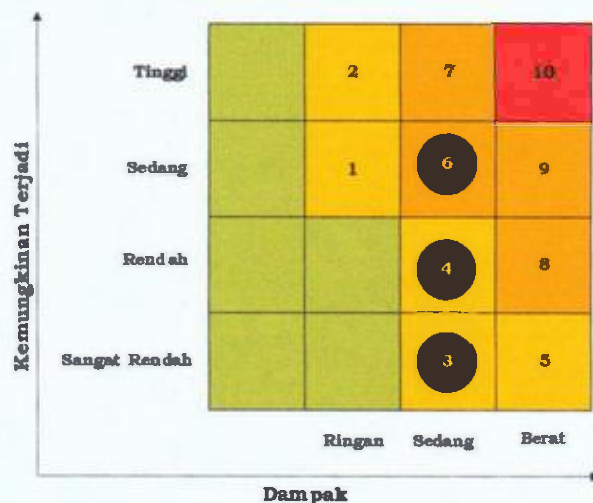 Kemungkinan Terjadi
Tinggi 2 7 10
Sedang 1 6 9
Rendah 4 8
Sangat Rendah 3 5
Ringan Sedang Berat
Dampak